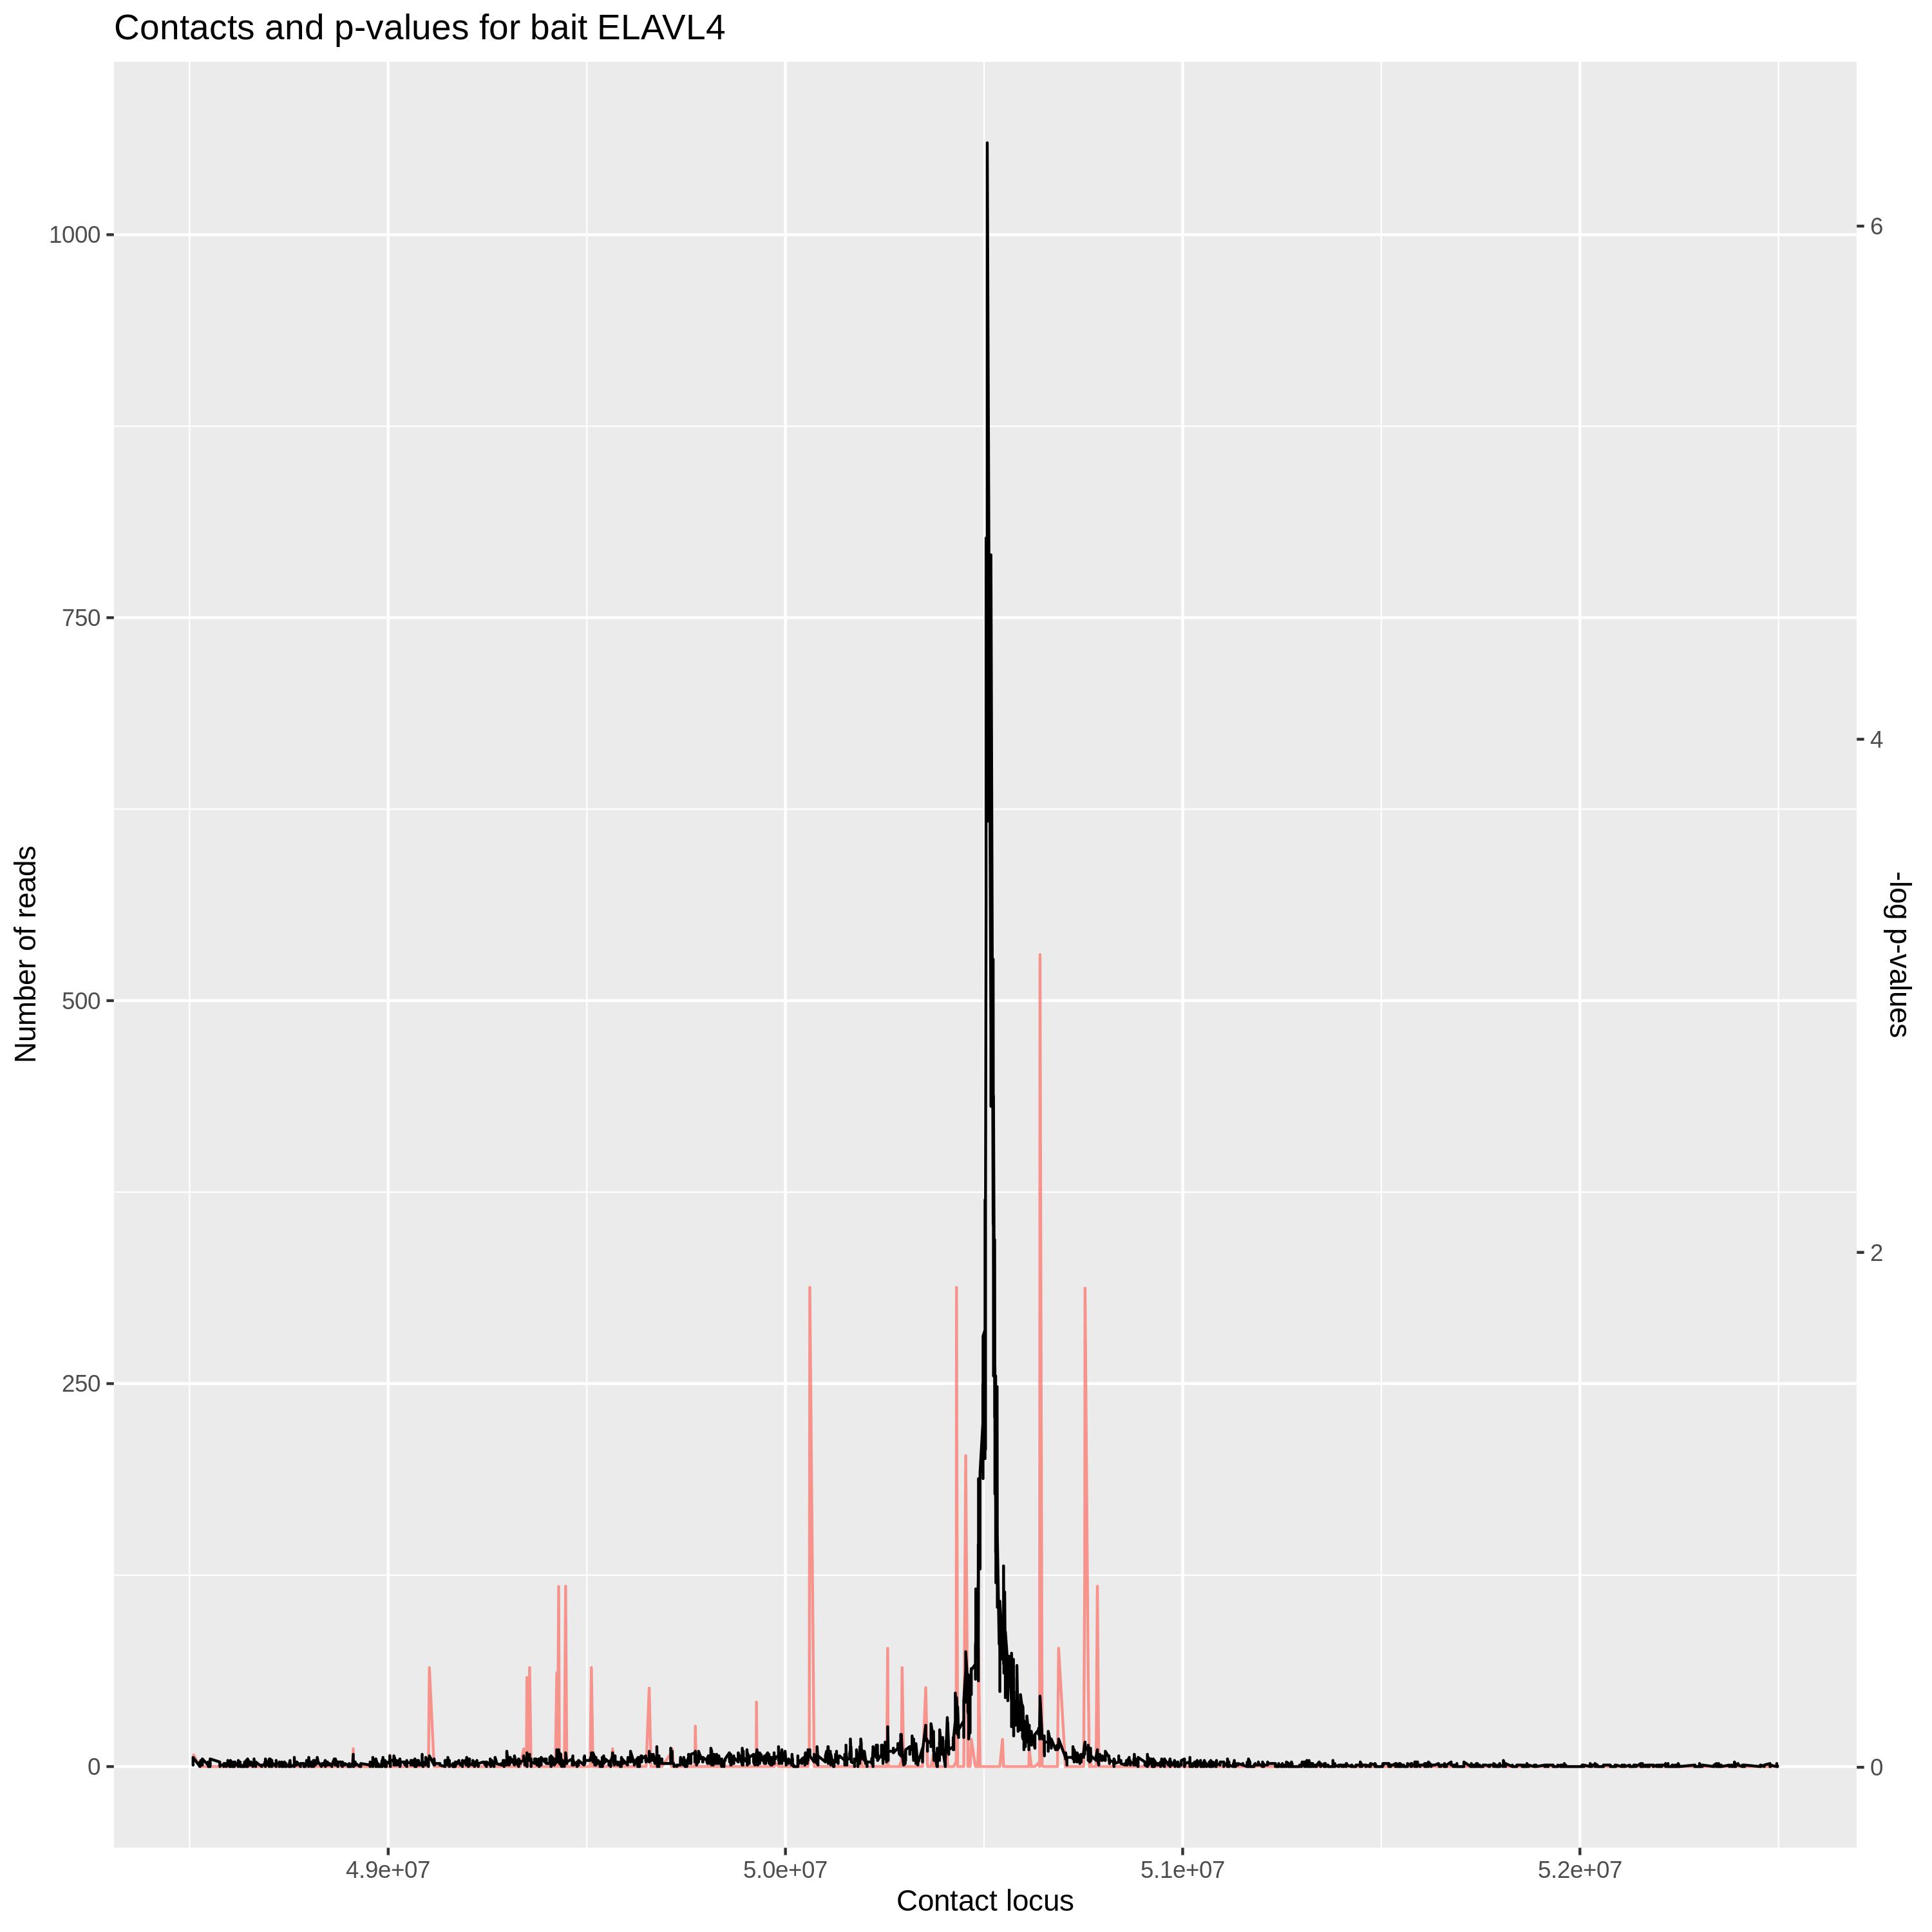 Contacts and p-values for bait ELAVL4
1000
750
500
250
0
Number of reads
6
4
2
0
-log p-values
4.9e+07
5.0e+07
5.1e+07
5.2e+07
Contact locus